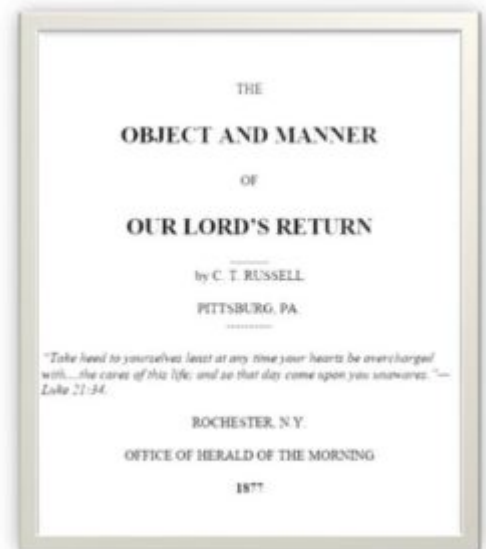 THE
OBJECT AND MANNER
OF
OUR LORD'S RETURN
by C. T. RUSSELL
PITTSBURG, PA
"Take heed to yourselves least at any time your hearts be overcharged
with....the cares of this life; and so that day come upon you unawares."—
Luke 21:34.
ROCHESTER, N.Y.
OFFICE OF HERALD OF THE MORNING
1877